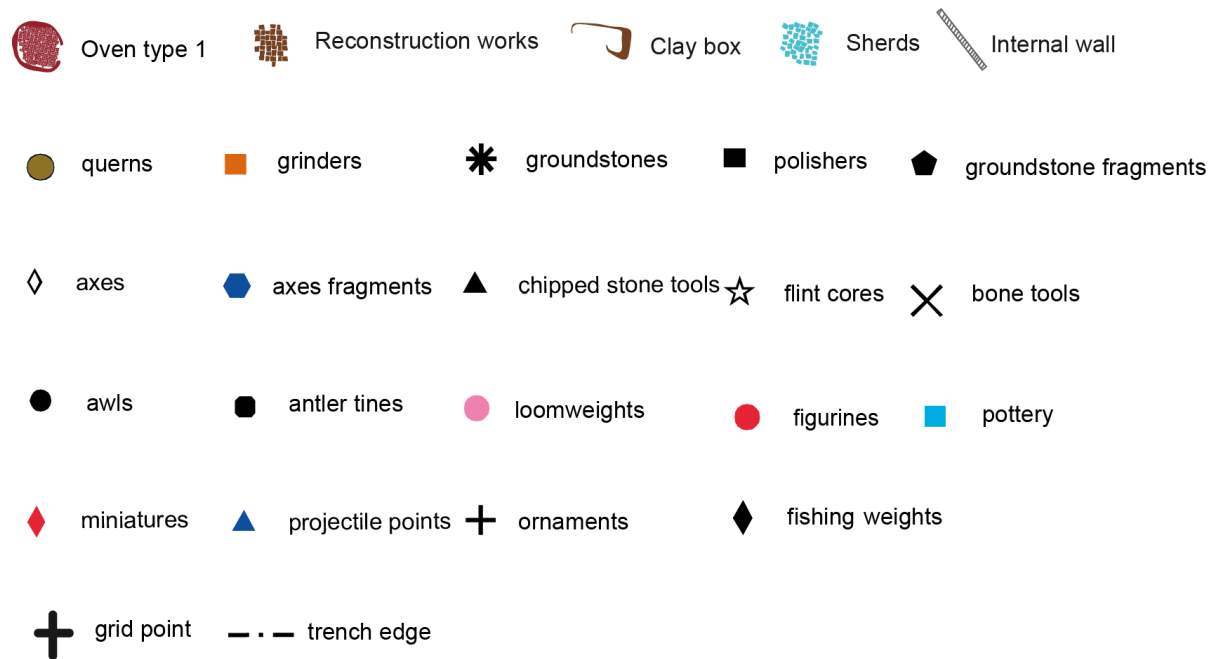 Oven type 1
Reconstruction works
Clay box
Sherds
Internal wall
querns
grinders
groundstones
polishers
groundstone fragments
axes
axes fragments
chipped stone tools
flint cores
bone tools
awls
antler tines
loomweights
figurines
pottery
miniatures
projectile points
ornaments
fishing weights
grid point
trench edge